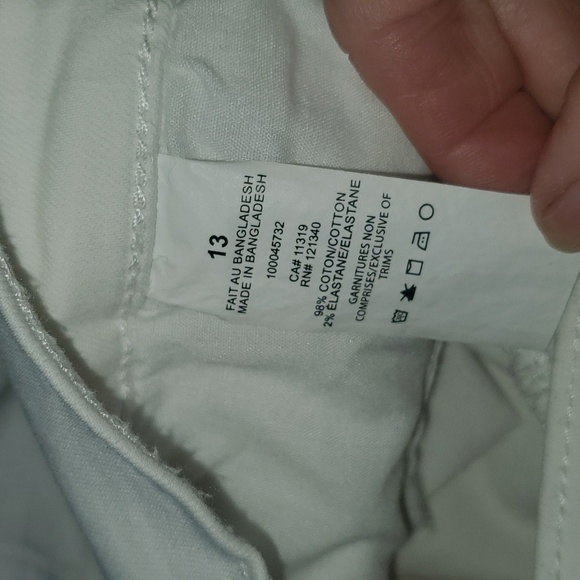 13
FAIT AU BANGLADESH
MADE IN BANGLADESH
100045732
CA# 11319
RN# 121340
98% COTON/COTTON
2% ÉLASTANE/ELASTANE
GARNITURES NON
COMPRISES/EXCLUSIVE OF
TRIMS